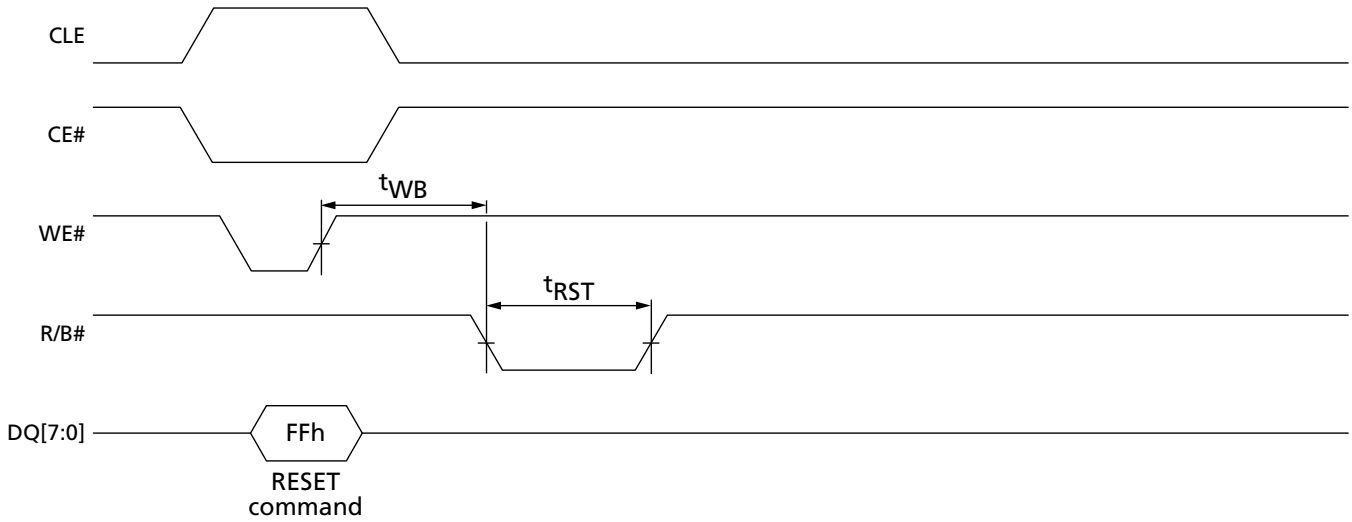 CLE
CE#
tWB
WE#
tRST
R/B#
DQ[7:0]
FFh
RESET
command